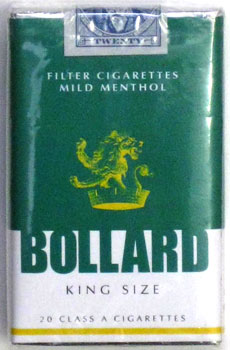 TWENTY
FILTER CIGARETTES
MILD MENTHOL
BOLLARD
KING SIZE
20 CLASS A CIGARETTES